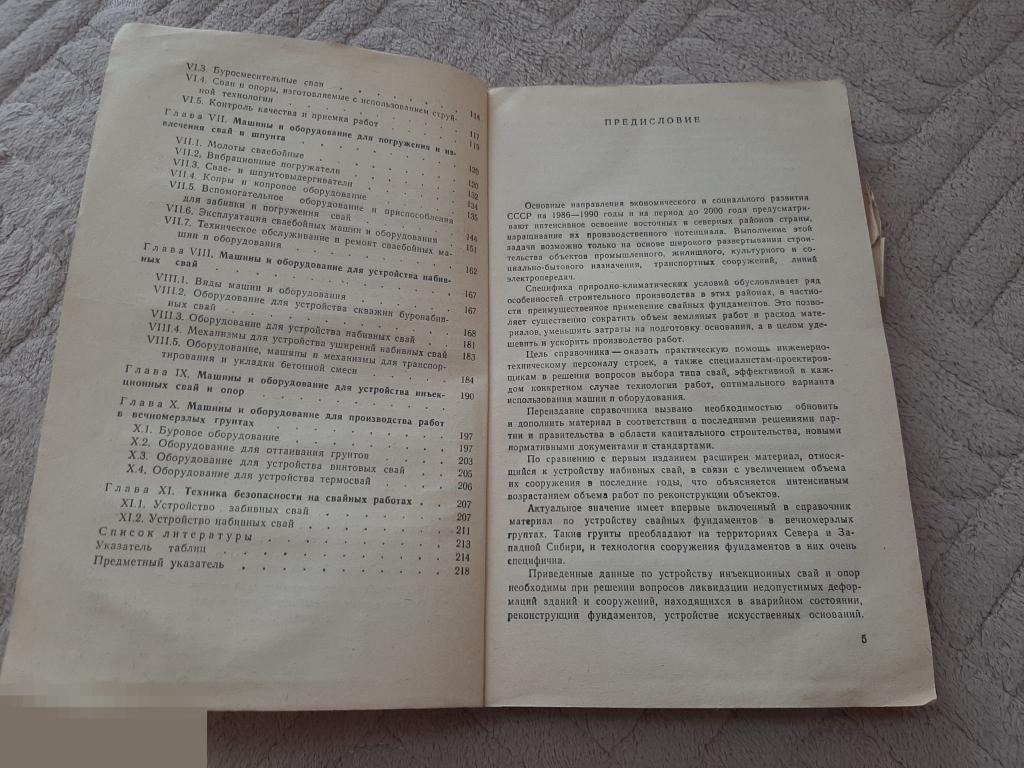 VI.3. Буросмесительные сваи
VI.4. Сваи и опоры, изготовляемые с использованием струй-
ной технологии . . . . . . . . . 114
VI.5. Контроль качества и приемка работ . . . . 117
Глава VII. Машины и оборудование для погружения и из- 119
влечения свай и шпунта
VII.1. Молоты сваебойные . . . . . . 120
VII.2. Вибрационные погружатели . . . . . 120
VII.3. Свае- и шпунтовыдергиватели . . . . 132
VII.4. Копры и копровое оборудование . . . . 134
VII.5. Вспомогательное оборудование и приспособления 135
для забивки и погружения свай . . . . 144
VII.6. Эксплуатация сваебойных машин и оборудования . 151
VII.7. Техническое обслуживание и ремонт сваебойных ма-
шин и оборудования . . . . . . . 162
Глава VIII. Машины и оборудование для устройства набив-
ных свай . . . . . . . . . 167
VIII.1. Виды машин и оборудования . . . . 167
VIII.2. Оборудование для устройства скважин буронабив-
ных свай . . . . . . . . . 168
VIII.3. Оборудование для устройства набивных свай . . 181
VIII.4. Механизмы для устройства уширений набивных свай 183
VIII.5. Оборудование, машины и механизмы для транспор-
тирования и укладки бетонной смеси . . . . 184
Глава IX. Машины и оборудование для устройства инъек-
ционных свай и опор . . . . . . . 190
Глава X. Машины и оборудование для производства работ
в вечномерзлых грунтах . . . . . . 197
X.1. Буровое оборудование . . . . . . 197
X.2. Оборудование для оттаивания грунтов . . . 203
X.3. Оборудование для устройства винтовых свай . . 205
X.4. Оборудование для устройства термосвай . . . 206
Глава XI. Техника безопасности на свайных работах . . 207
XI.1. Устройство забивных свай . . . . . 207
XI.2. Устройство набивных свай . . . . . 211
Список литературы . . . . . . . . 213
Указатель таблиц . . . . . . . . 214
Предметный указатель . . . . . . . 218
ПРЕДИСЛОВИЕ
Основные направления экономического и социального развития
СССР на 1986—1990 годы и на период до 2000 года предусматри-
вают интенсивное освоение восточных и северных районов страны,
наращивание их производственного потенциала. Выполнение этой
задачи возможно только на основе широкого развертывания строи-
тельства объектов промышленного, жилищного, культурного и со-
циально-бытового назначения, транспортных сооружений, линий
электропередач.
Специфика природно-климатических условий обусловливает ряд
особенностей строительного производства в этих районах, в частно-
сти преимущественное применение свайных фундаментов. Это позво-
ляет существенно сократить объем земляных работ и расход мате-
риалов, уменьшить затраты на подготовку основания, а в целом уде-
шевить и ускорить производство работ.
Цель справочника — оказать практическую помощь инженерно-
техническому персоналу строек, а также специалистам-проектиров-
щикам в решении вопросов выбора типа свай, эффективной в каж-
дом конкретном случае технологии работ, оптимального варианта
использования машин и оборудования.
Переиздание справочника вызвано необходимостью обновить
и дополнить материал в соответствии с последними решениями пар-
тии и правительства в области капитального строительства, новыми
нормативными документами и стандартами.
По сравнению с первым изданием расширен материал, относя-
щийся к устройству набивных свай, в связи с увеличением объема
их сооружения в последние годы, что объясняется интенсивным
возрастанием объема работ по реконструкции объектов.
Актуальное значение имеет впервые включенный в справочник
материал по устройству свайных фундаментов в вечномерзлых
грунтах. Такие грунты преобладают на территориях Севера и За-
падной Сибири, и технология сооружения фундаментов в них очень
специфична.
Приведенные данные по устройству инъекционных свай и опор
необходимы при решении вопросов ликвидации недопустимых дефор-
маций зданий и сооружений, находящихся в аварийном состоянии,
реконструкции фундаментов, устройстве искусственных оснований.
5